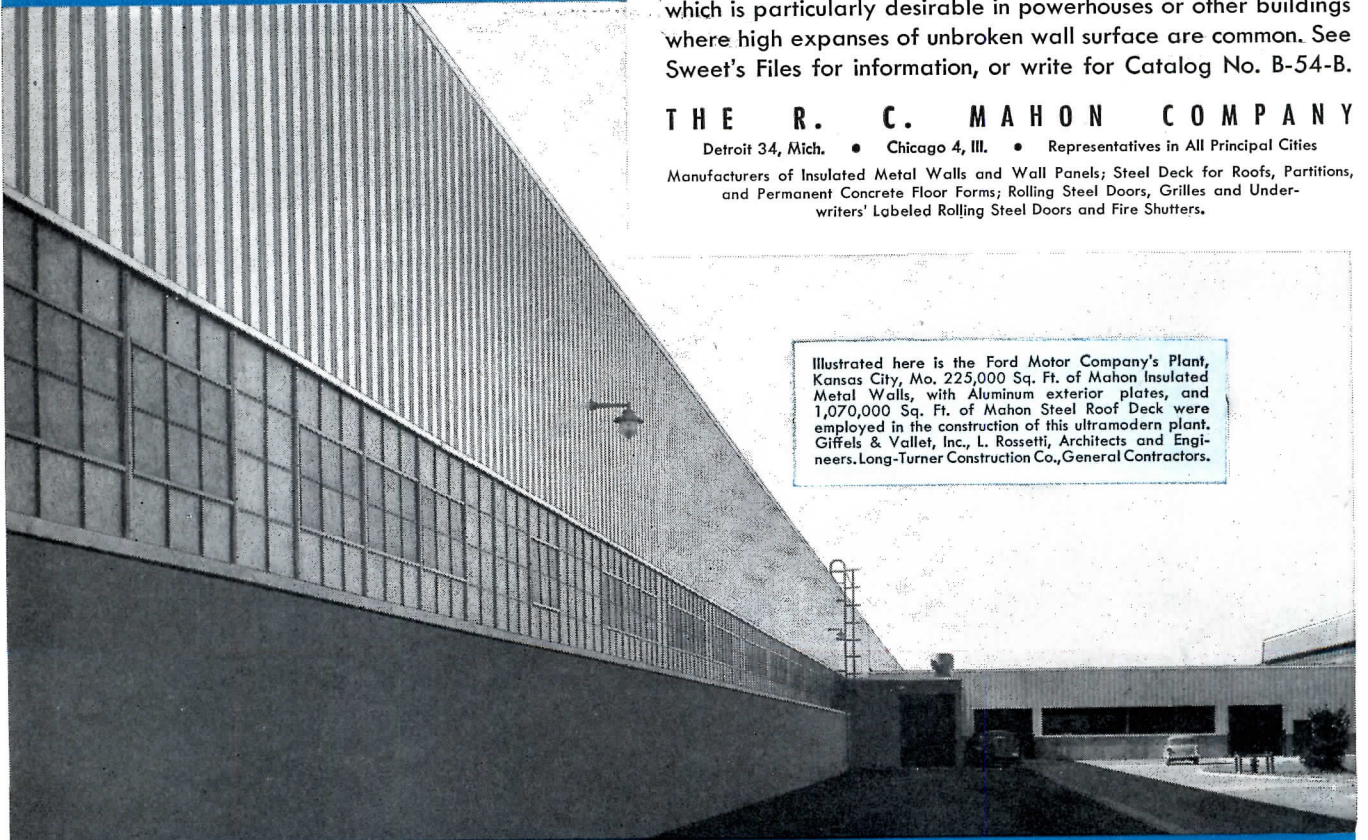 which is particularly desirable in powerhouses or other buildings
where high expanses of unbroken wall surface are common. See
Sweet's Files for information, or write for Catalog No. B-54-B.
THE R. C. MAHON COMPANY
Detroit 34, Mich. • Chicago 4, Ill. • Representatives in All Principal Cities
Manufacturers of Insulated Metal Walls and Wall Panels; Steel Deck for Roofs, Partitions,
and Permanent Concrete Floor Forms; Rolling Steel Doors, Grilles and Under-
writers' Labeled Rolling Steel Doors and Fire Shutters.
Illustrated here is the Ford Motor Company's Plant,
Kansas City, Mo. 225,000 Sq. Ft. of Mahon Insulated
Metal Walls, with Aluminum exterior plates, and
1,070,000 Sq. Ft. of Mahon Steel Roof Deck were
employed in the construction of this ultramodern plant.
Giffels & Vallet, Inc., L. Rossetti, Architects and Engi-
neers. Long-Turner Construction Co., General Contractors.